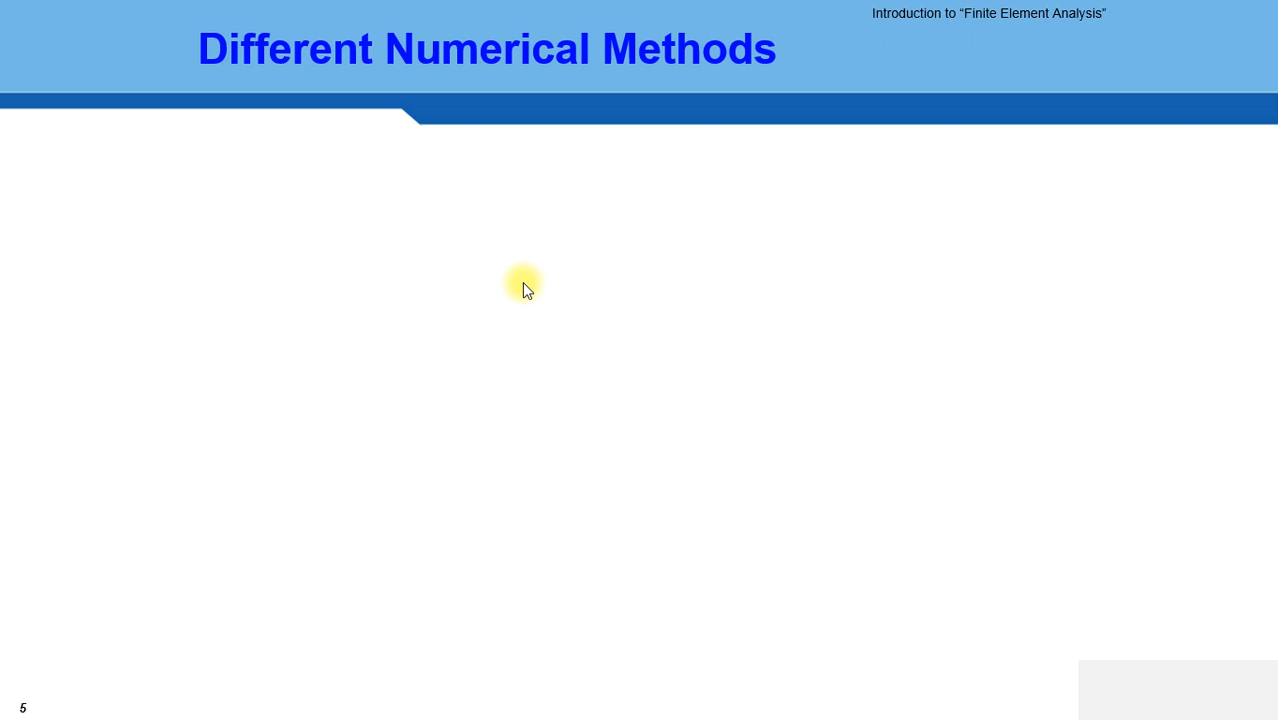 Introduction to “Finite Element Analysis”
Different Numerical Methods
5